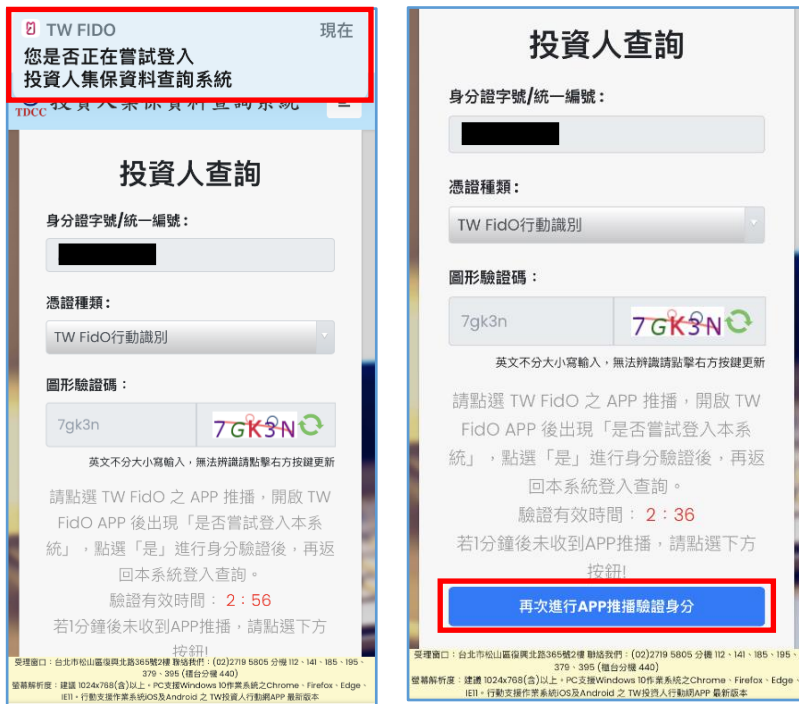 TW FIDO 現在
您是否正在嘗試登入
投資人集保資料查詢系統
TDCC 投資人集保資料查詢系統
投資人查詢
身分證字號/統一編號：
憑證種類：
TW FidO行動識別
圖形驗證碼：
7gk3n 7GK3N
英文不分大小寫輸入，無法辨識請點擊右方按鍵更新
請點選 TW FidO 之 APP 推播，開啟 TW
FidO APP 後出現「是否嘗試登入本系
統」，點選「是」進行身分驗證後，再返
回本系統登入查詢。
驗證有效時間：2：56
若1分鐘後未收到APP推播，請點選下方
按鈕!
受理窗口：台北市松山區復興北路365號2樓 聯絡我們：(02)2719 5805 分機 112、141、185、195、
379、395 (櫃台分機 440)
螢幕解析度：建議 1024x768(含)以上，PC支援Windows 10作業系統之Chrome、Firefox、Edge、
IE11，行動支援作業系統iOS及Android 之 TW投資人行動網APP 最新版本
投資人查詢
身分證字號/統一編號：
憑證種類：
TW FidO行動識別
圖形驗證碼：
7gk3n 7GK3N
英文不分大小寫輸入，無法辨識請點擊右方按鍵更新
請點選 TW FidO 之 APP 推播，開啟 TW
FidO APP 後出現「是否嘗試登入本系
統」，點選「是」進行身分驗證後，再返
回本系統登入查詢。
驗證有效時間：2：36
若1分鐘後未收到APP推播，請點選下方
按鈕!
再次進行APP推播驗證身分
受理窗口：台北市松山區復興北路365號2樓 聯絡我們：(02)2719 5805 分機 112、141、185、195、
379、395 (櫃台分機 440)
螢幕解析度：建議 1024x768(含)以上，PC支援Windows 10作業系統之Chrome、Firefox、Edge、
IE11，行動支援作業系統iOS及Android 之 TW投資人行動網APP 最新版本